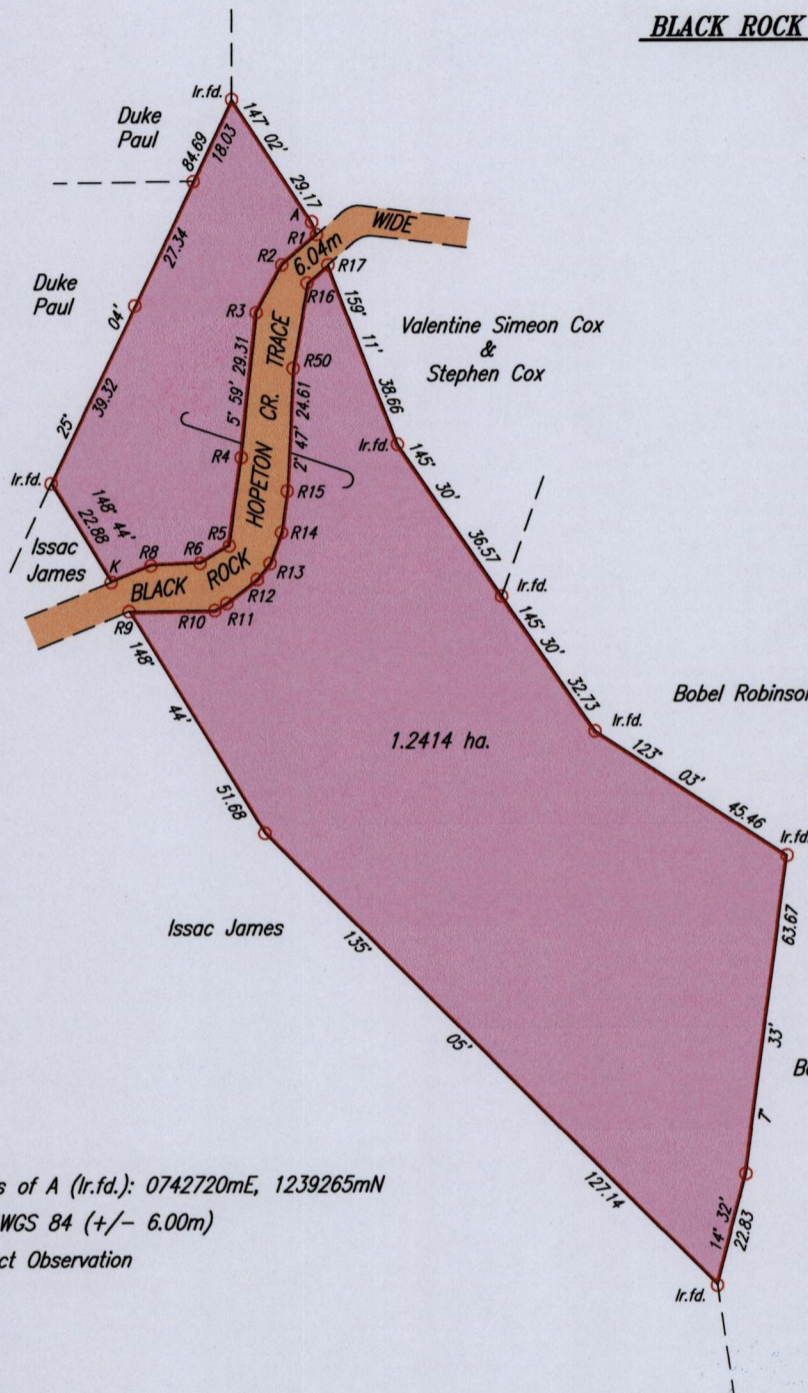 BLACK ROCK
Ir.fd.
Duke
Paul
147° 02'
29.17
84.69
18.03
27.34
A
R1
R2
6.04m
WIDE
R17
R16
R3
Duke
Paul
04'
39.32
25'
159°
11'
38.66
Valentine Simeon Cox
&
Stephen Cox
5° 59' 29.31
HOPETON CR. TRACE
R50
2° 47' 24.61
R4
R15
Ir.fd.
145°
30'
36.57
Ir.fd.
148° 44'
22.88
Issac
James
K
R8
R6
R5
R14
R13
R12
R11
R10
R9
BLACK ROCK
Ir.fd.
145° 30'
32.73
148°
44'
51.68
Bobel Robinson
Ir.fd.
123°
03'
45.46
1.2414 ha.
Ir.fd.
63.67
33'
7°
Issac James
135°
05'
127.14
14° 32'
22.83
Ir.fd.
s of A (Ir.fd.): 0742720mE, 1239265mN
WGS 84 (+/- 6.00m)
ct Observation